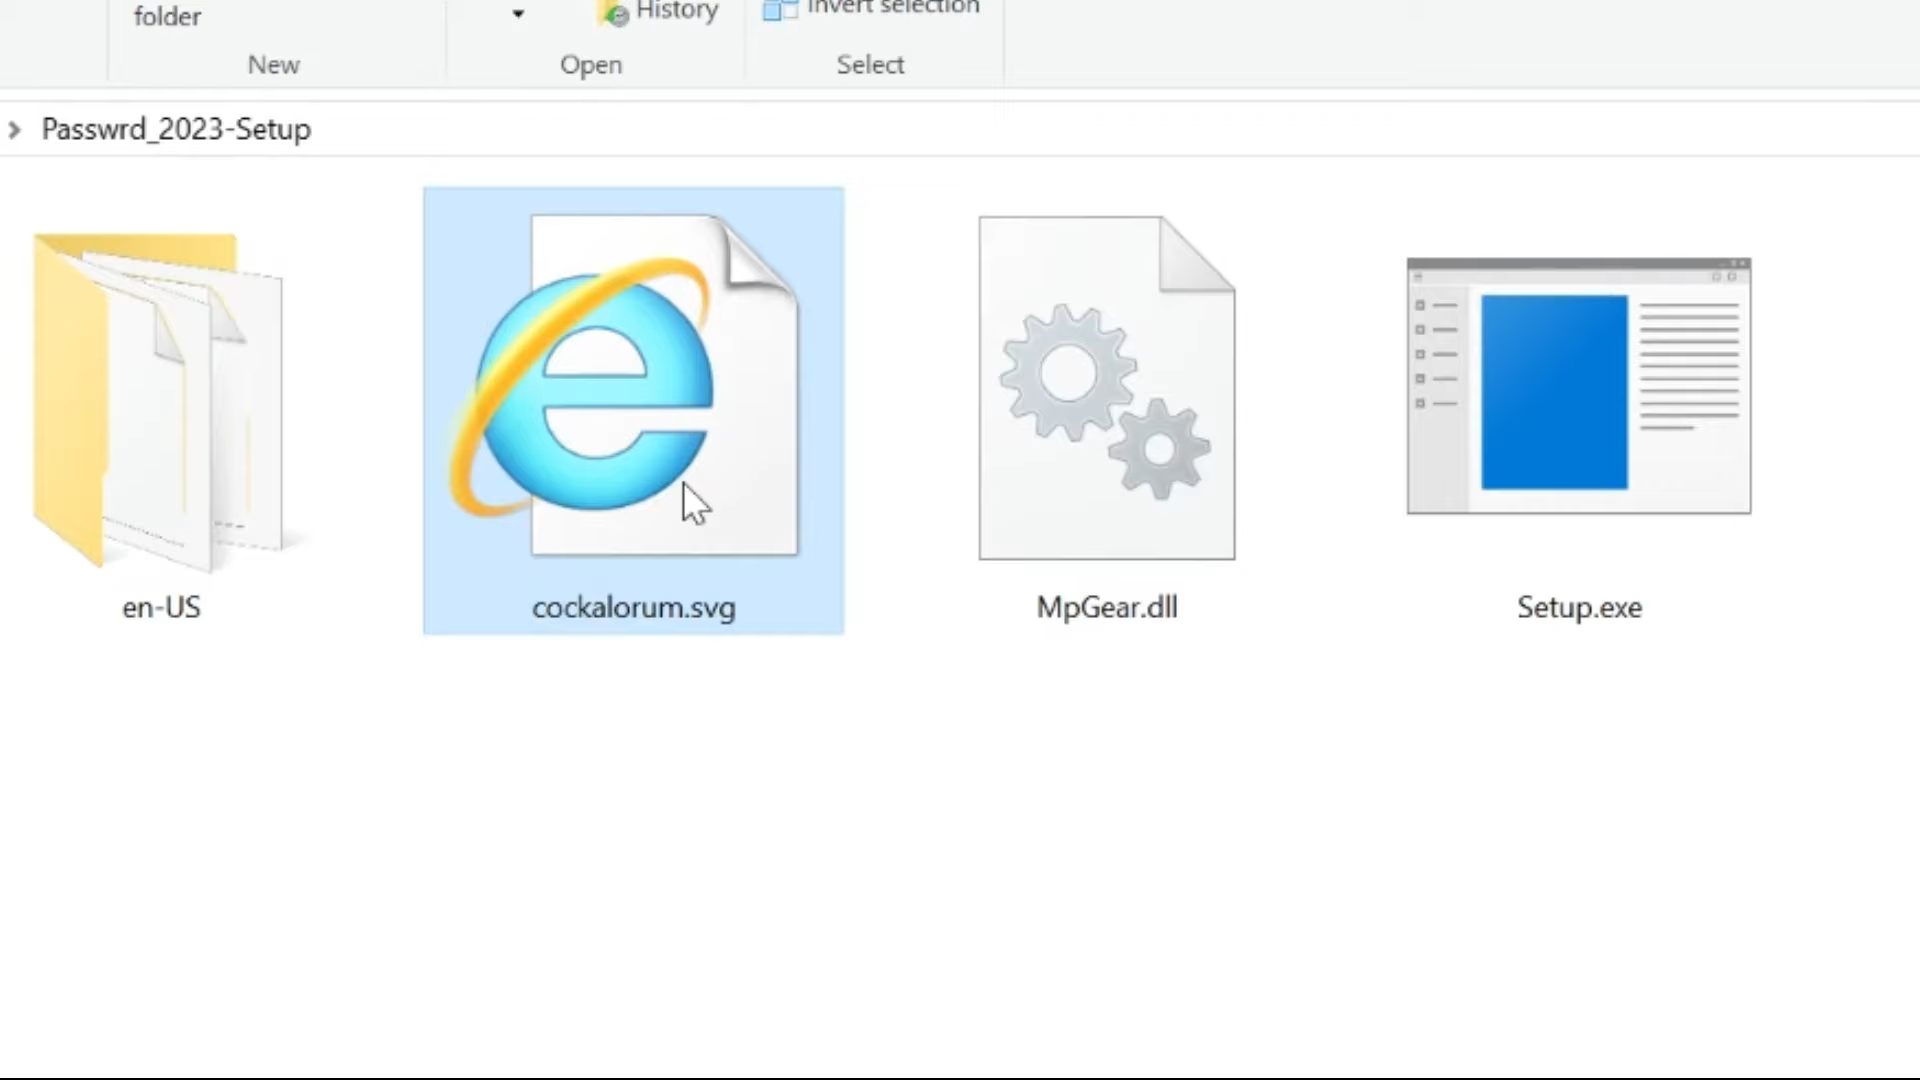 folder
History
Invert selection
New
Open
Select
Passwrd_2023-Setup
en-US
cockalorum.svg
MpGear.dll
Setup.exe